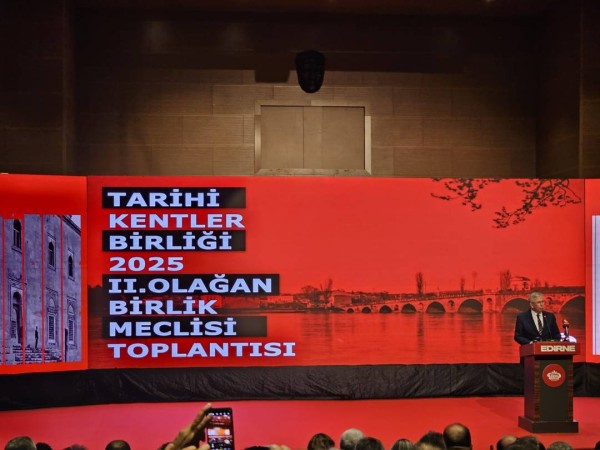 TARİHİ
KENTLER
BİRLİĞİ
2025
II.OLAĞAN
BİRLİK
MECLİSİ
TOPLANTISI
EDİRNE